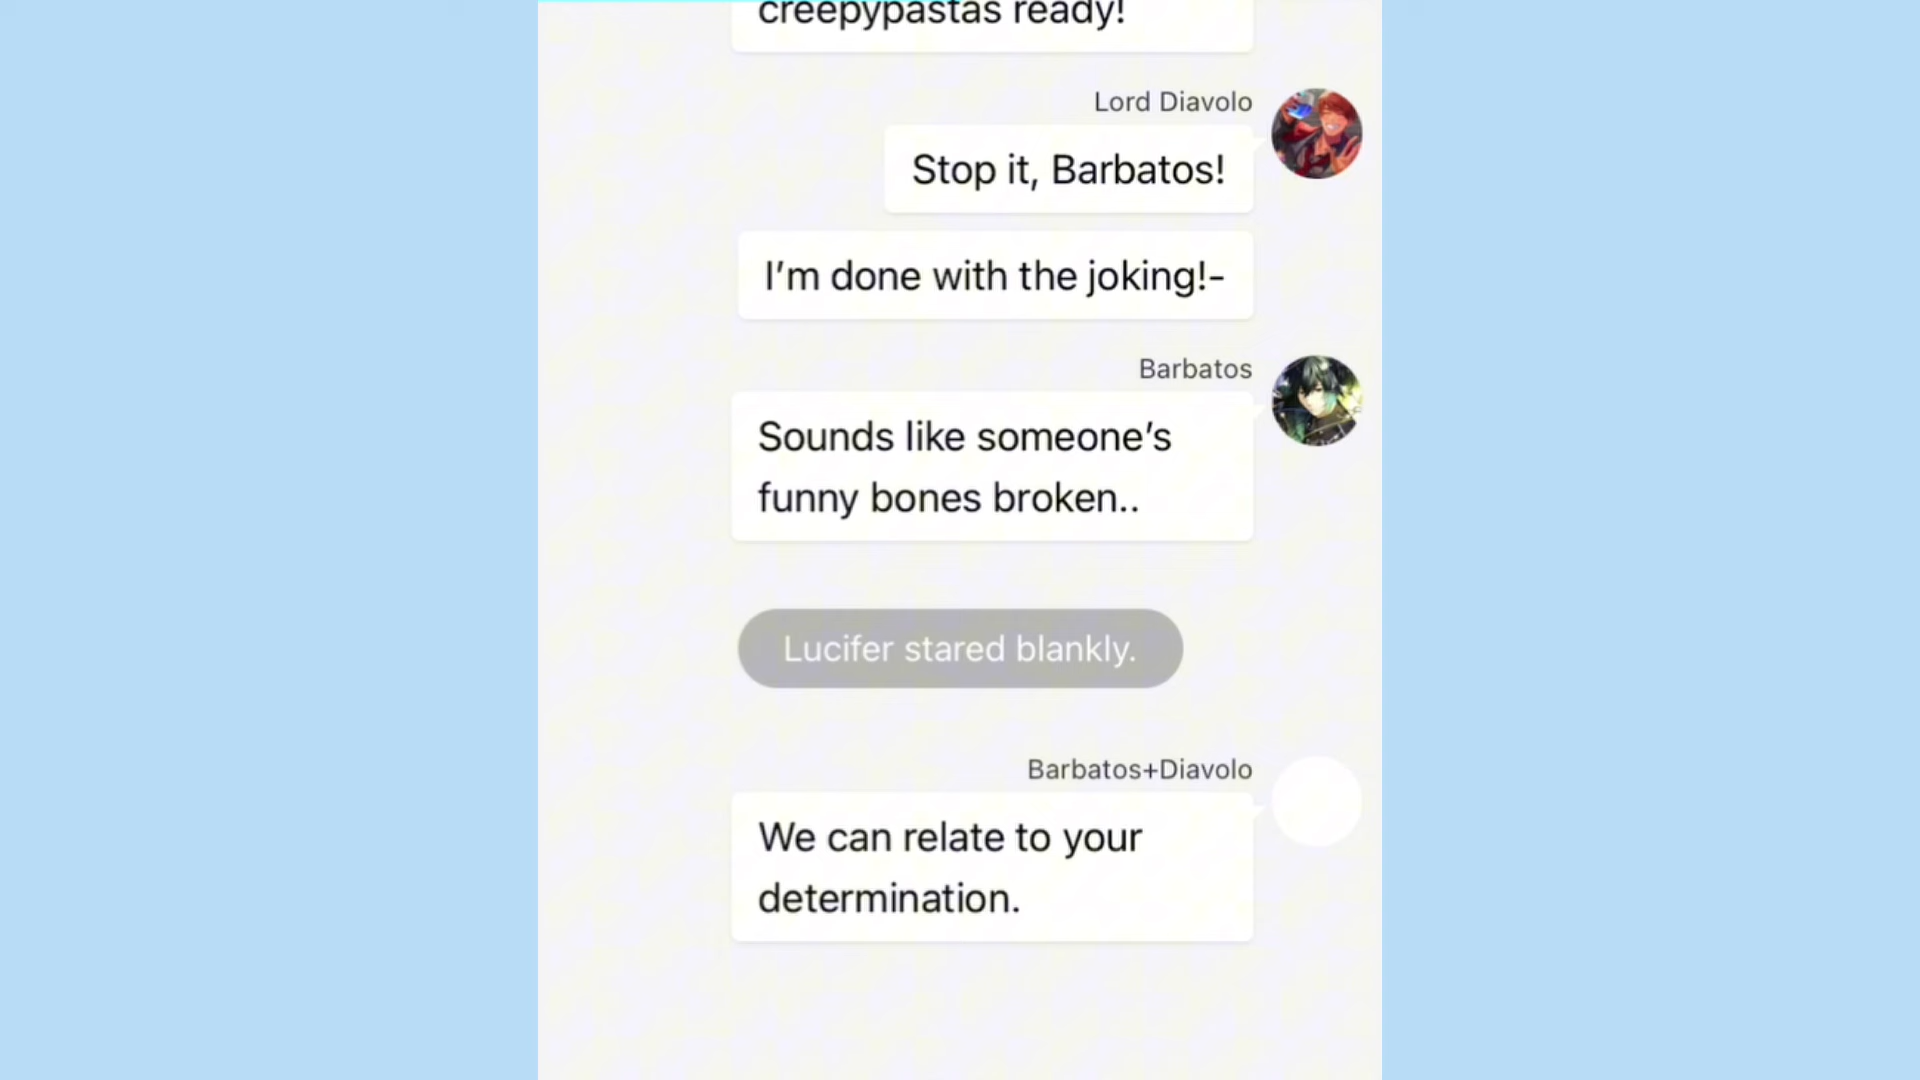 creepypastas ready!
Lord Diavolo
Stop it, Barbatos!
I’m done with the joking!-
Barbatos
Sounds like someone’s
funny bones broken..
Lucifer stared blankly.
Barbatos+Diavolo
We can relate to your
determination.